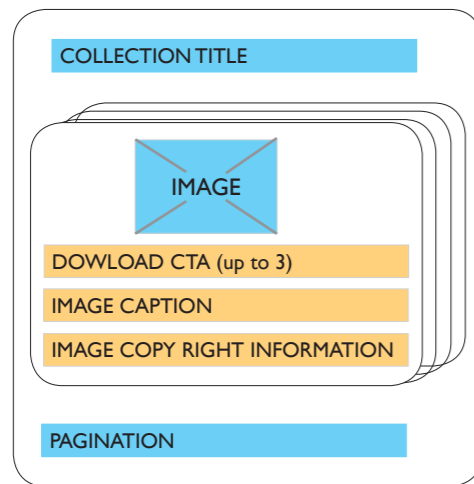 COLLECTION TITLE
IMAGE
DOWLOAD CTA (up to 3)
IMAGE CAPTION
IMAGE COPY RIGHT INFORMATION
PAGINATION